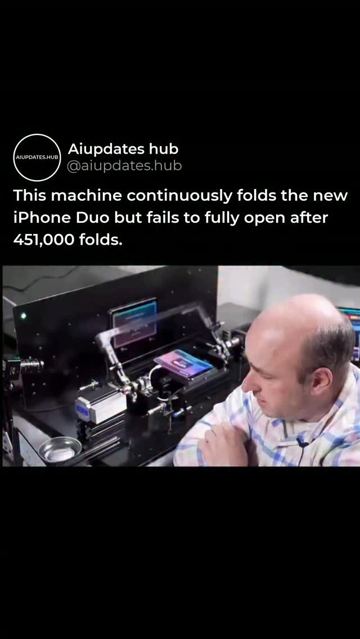 AIUPDATES.HUB
Aiupdates hub
@aiupdates.hub
This machine continuously folds the new
iPhone Duo but fails to fully open after
451,000 folds.